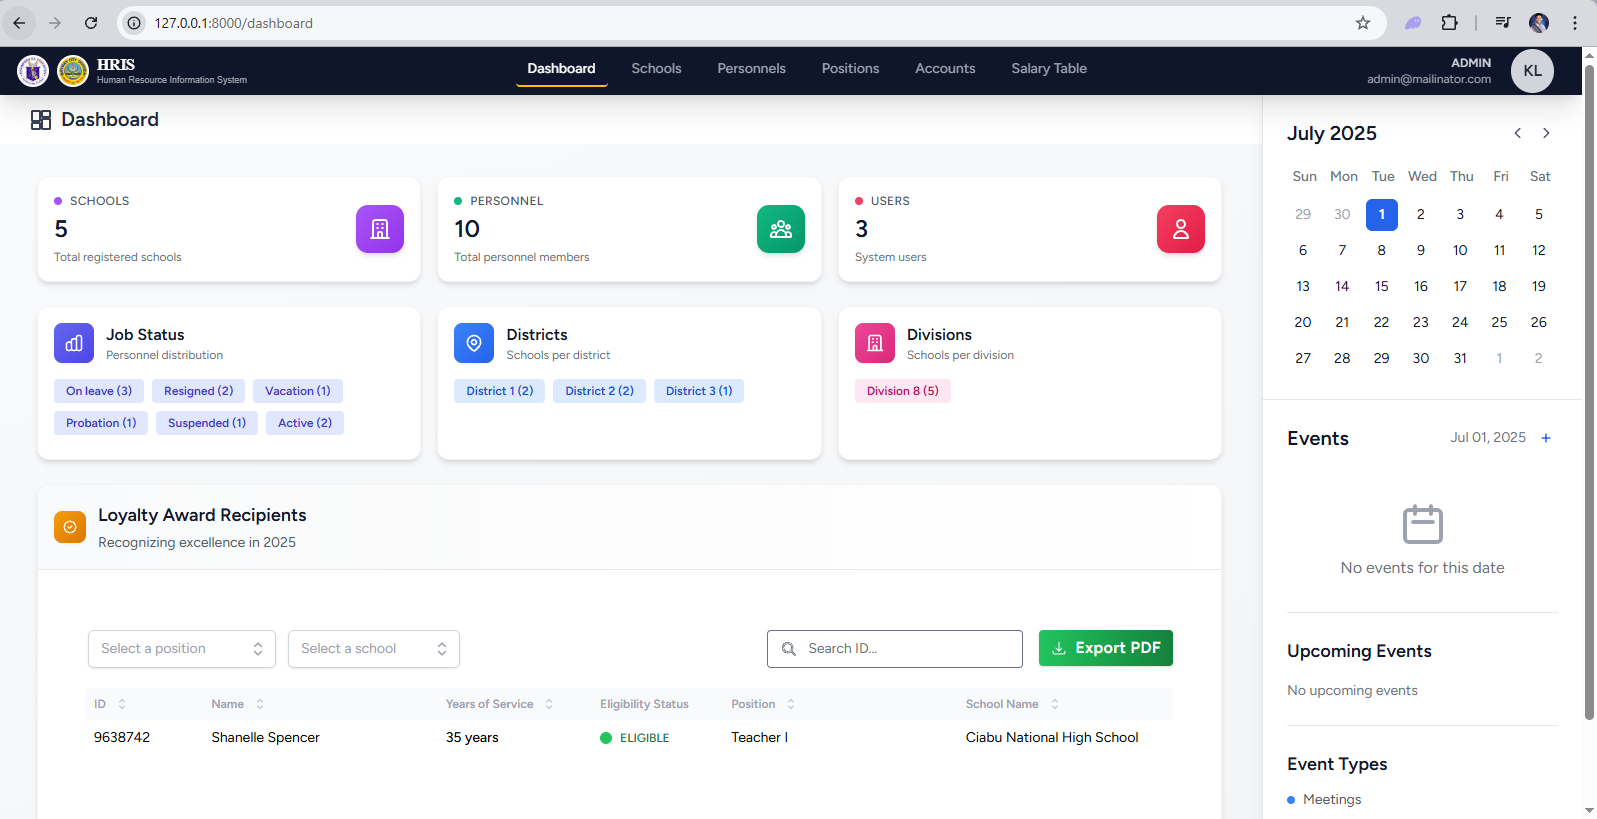 127.0.0.1:8000/dashboard
HRIS
Human Resource Information System
Dashboard
Schools
Personnels
Positions
Accounts
Salary Table
ADMIN
admin@mailinator.com
KL
Dashboard
SCHOOLS
5
Total registered schools
PERSONNEL
10
Total personnel members
USERS
3
System users
Job Status
Personnel distribution
On leave (3)
Resigned (2)
Vacation (1)
Probation (1)
Suspended (1)
Active (2)
Districts
Schools per district
District 1 (2)
District 2 (2)
District 3 (1)
Divisions
Schools per division
Division 8 (5)
Loyalty Award Recipients
Recognizing excellence in 2025
Select a position
Select a school
Search ID...
Export PDF
ID Name Years of Service Eligibility Status Position School Name
9638742 Shanelle Spencer 35 years ELIGIBLE Teacher I Ciabu National High School
July 2025
Sun Mon Tue Wed Thu Fri Sat
29 30 1 2 3 4 5
6 7 8 9 10 11 12
13 14 15 16 17 18 19
20 21 22 23 24 25 26
27 28 29 30 31 1 2
Events
Jul 01, 2025 +
No events for this date
Upcoming Events
No upcoming events
Event Types
Meetings